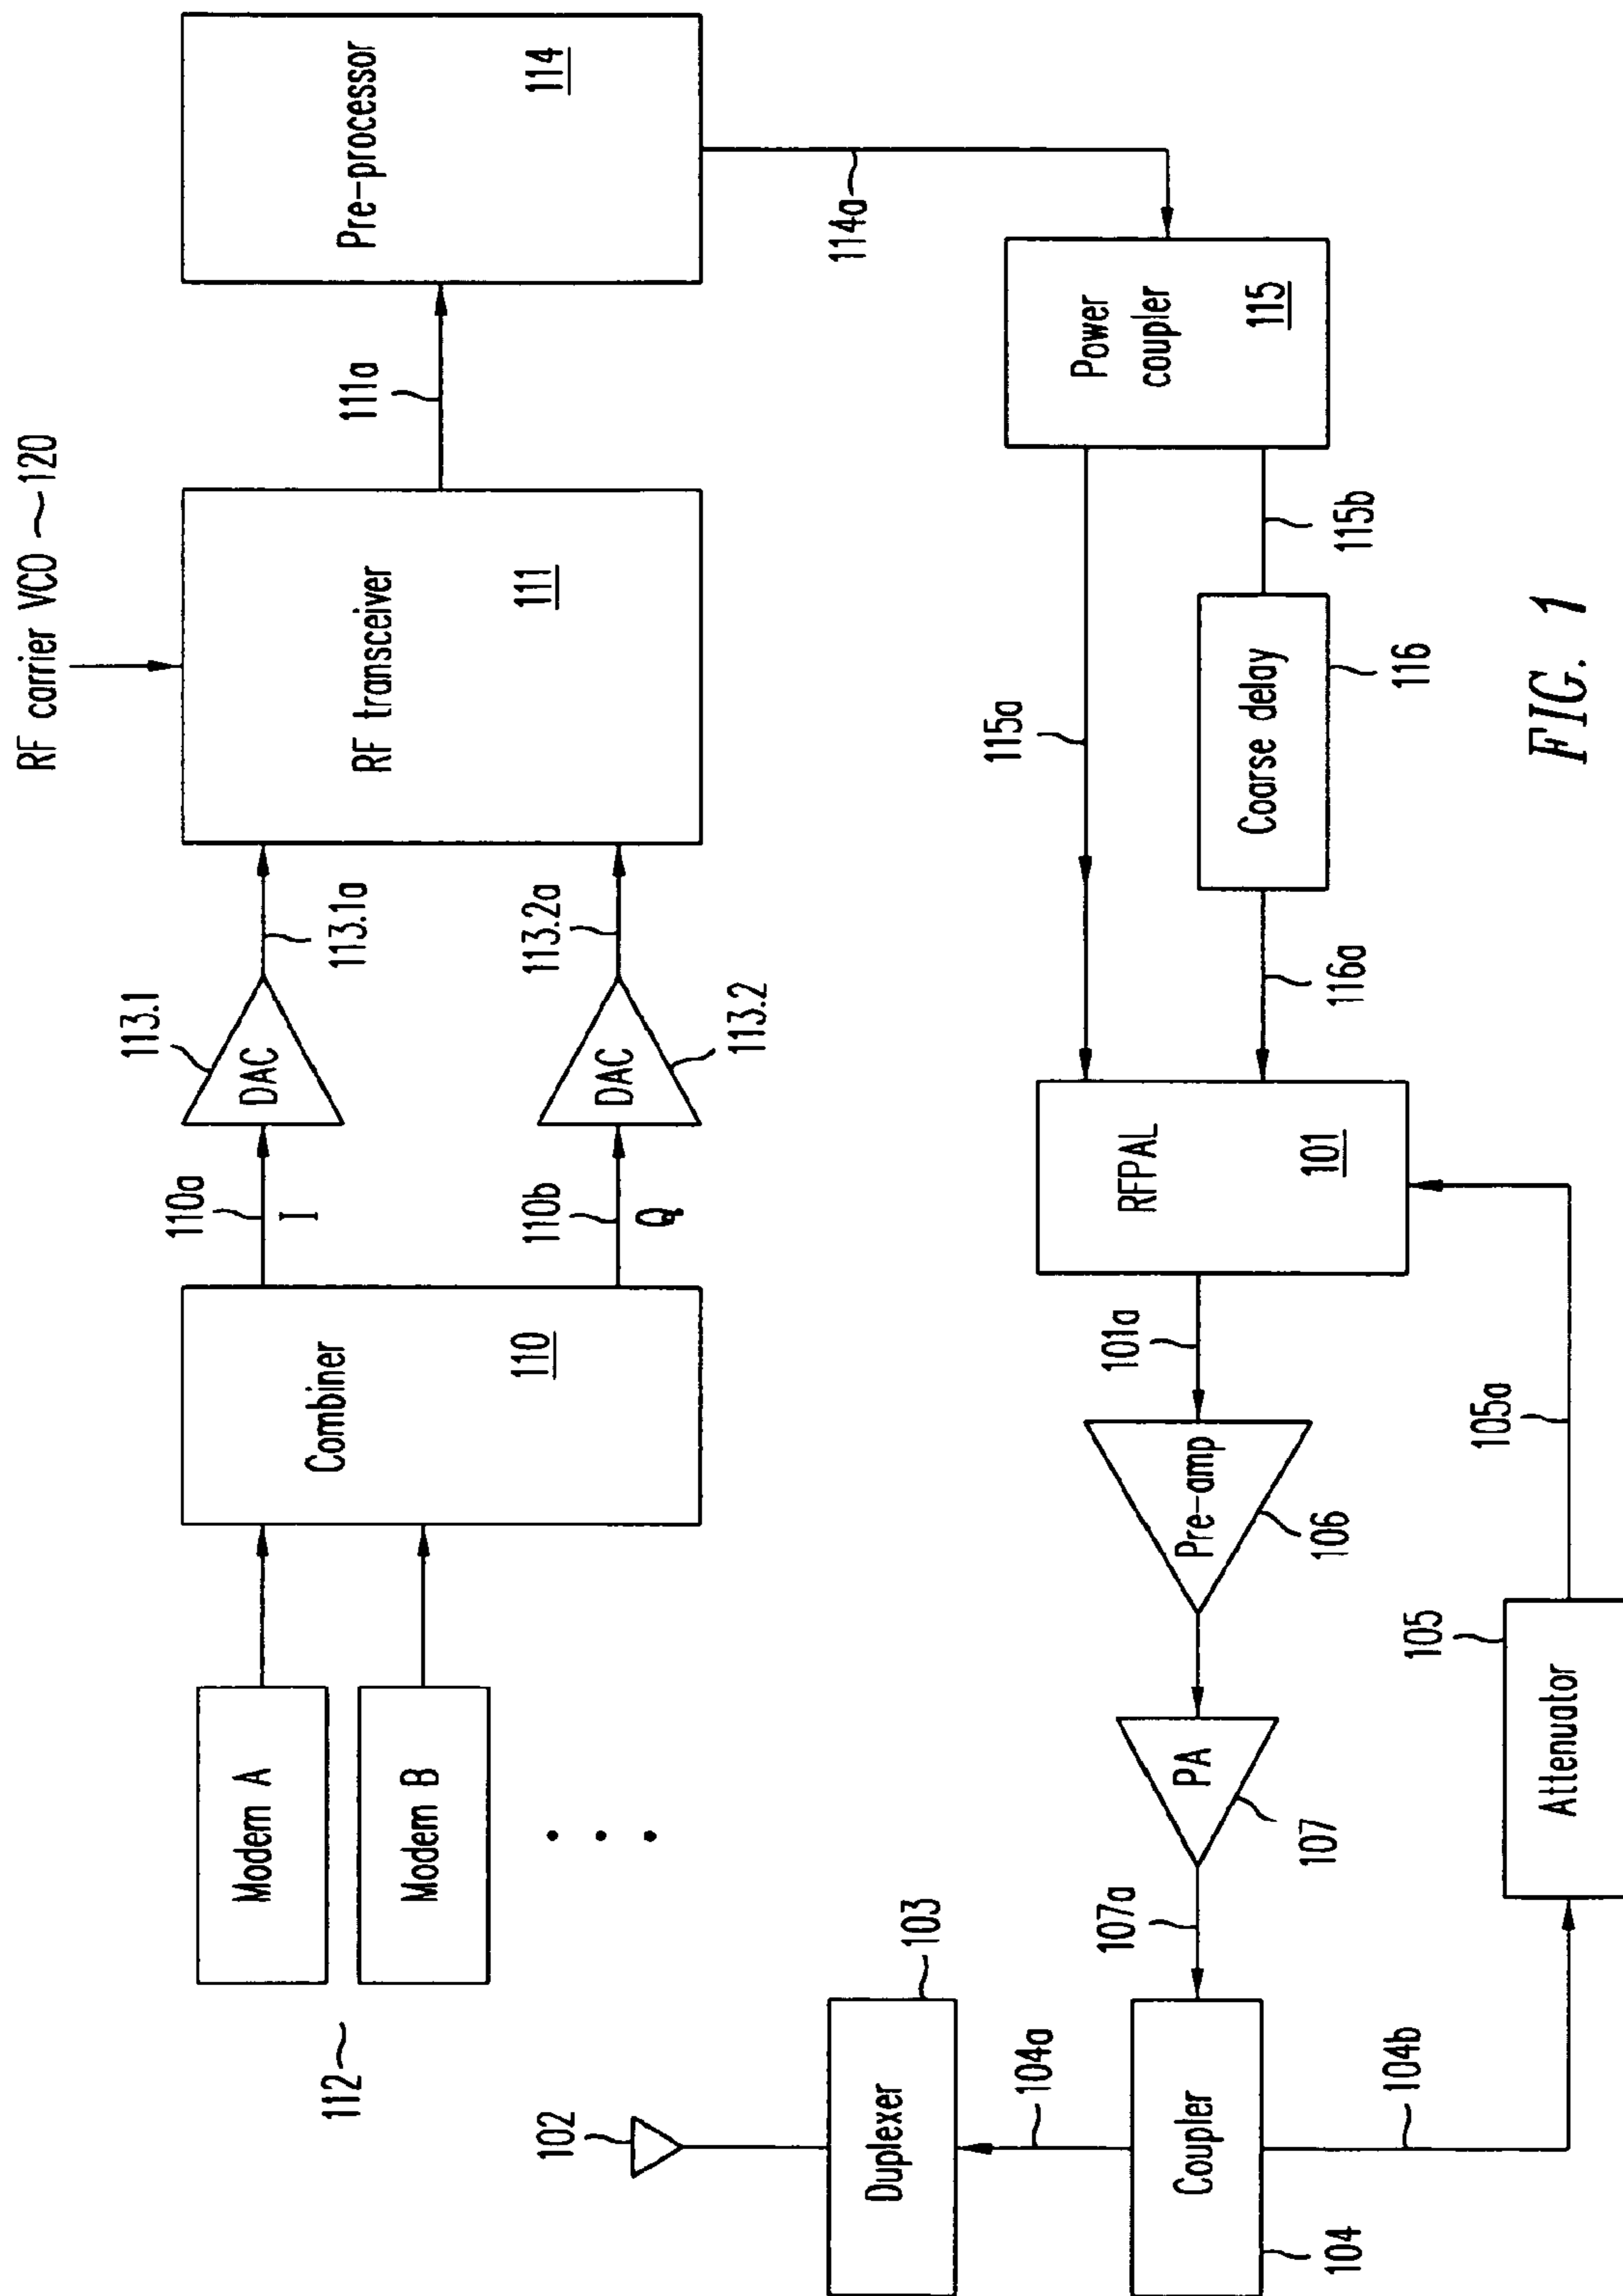 RF carrier VCO ~120
Modem A
Modem B
112
Combiner
110
110a
I
110b
Q
113.1
DAC
113.1a
DAC
113.2
113.2a
RF transceiver
111
111a
Pre-processor
114
114a
102
Duplexer
103
104a
Coupler
104
104b
107a
PA
107
Pre-amp
106
101a
RFPAL
101
115a
116a
Coarse delay
116
115b
Power
coupler
115
Attenuator
105
105a
FIG. 1